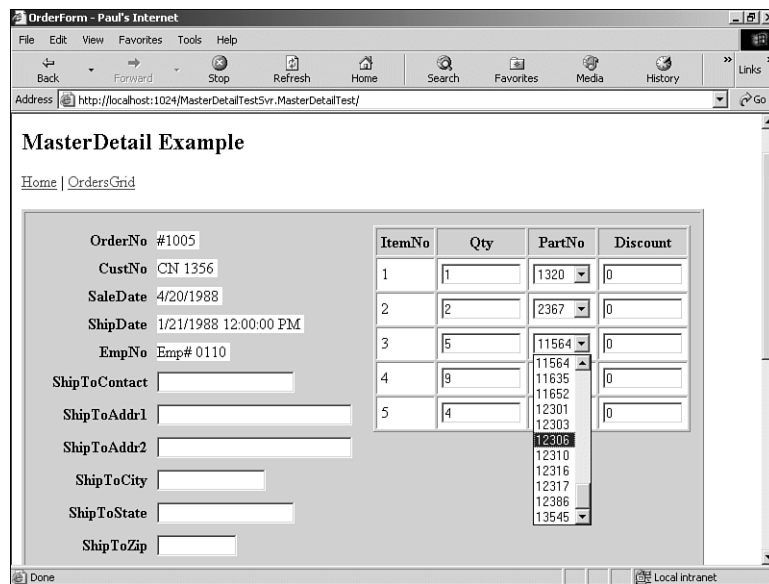 OrderForm - Paul's Internet
File Edit View Favorites Tools Help
Back Forward Stop Refresh Home Search Favorites Media History » Links
Address http://localhost:1024/MasterDetailTestSvr.MasterDetailTest/ Go
MasterDetail Example
Home | OrdersGrid
OrderNo #1005
CustNo CN 1356
SaleDate 4/20/1988
ShipDate 1/21/1988 12:00:00 PM
EmpNo Emp# 0110
ShipToContact
ShipToAddr1
ShipToAddr2
ShipToCity
ShipToState
ShipToZip
ItemNo Qty PartNo Discount
1 1 1320 0
2 2 2367 0
3 5 11564 0
4 9 0
5 4 0
11564
11635
11652
12301
12303
12306
12310
12316
12317
12386
13545
Done Local intranet